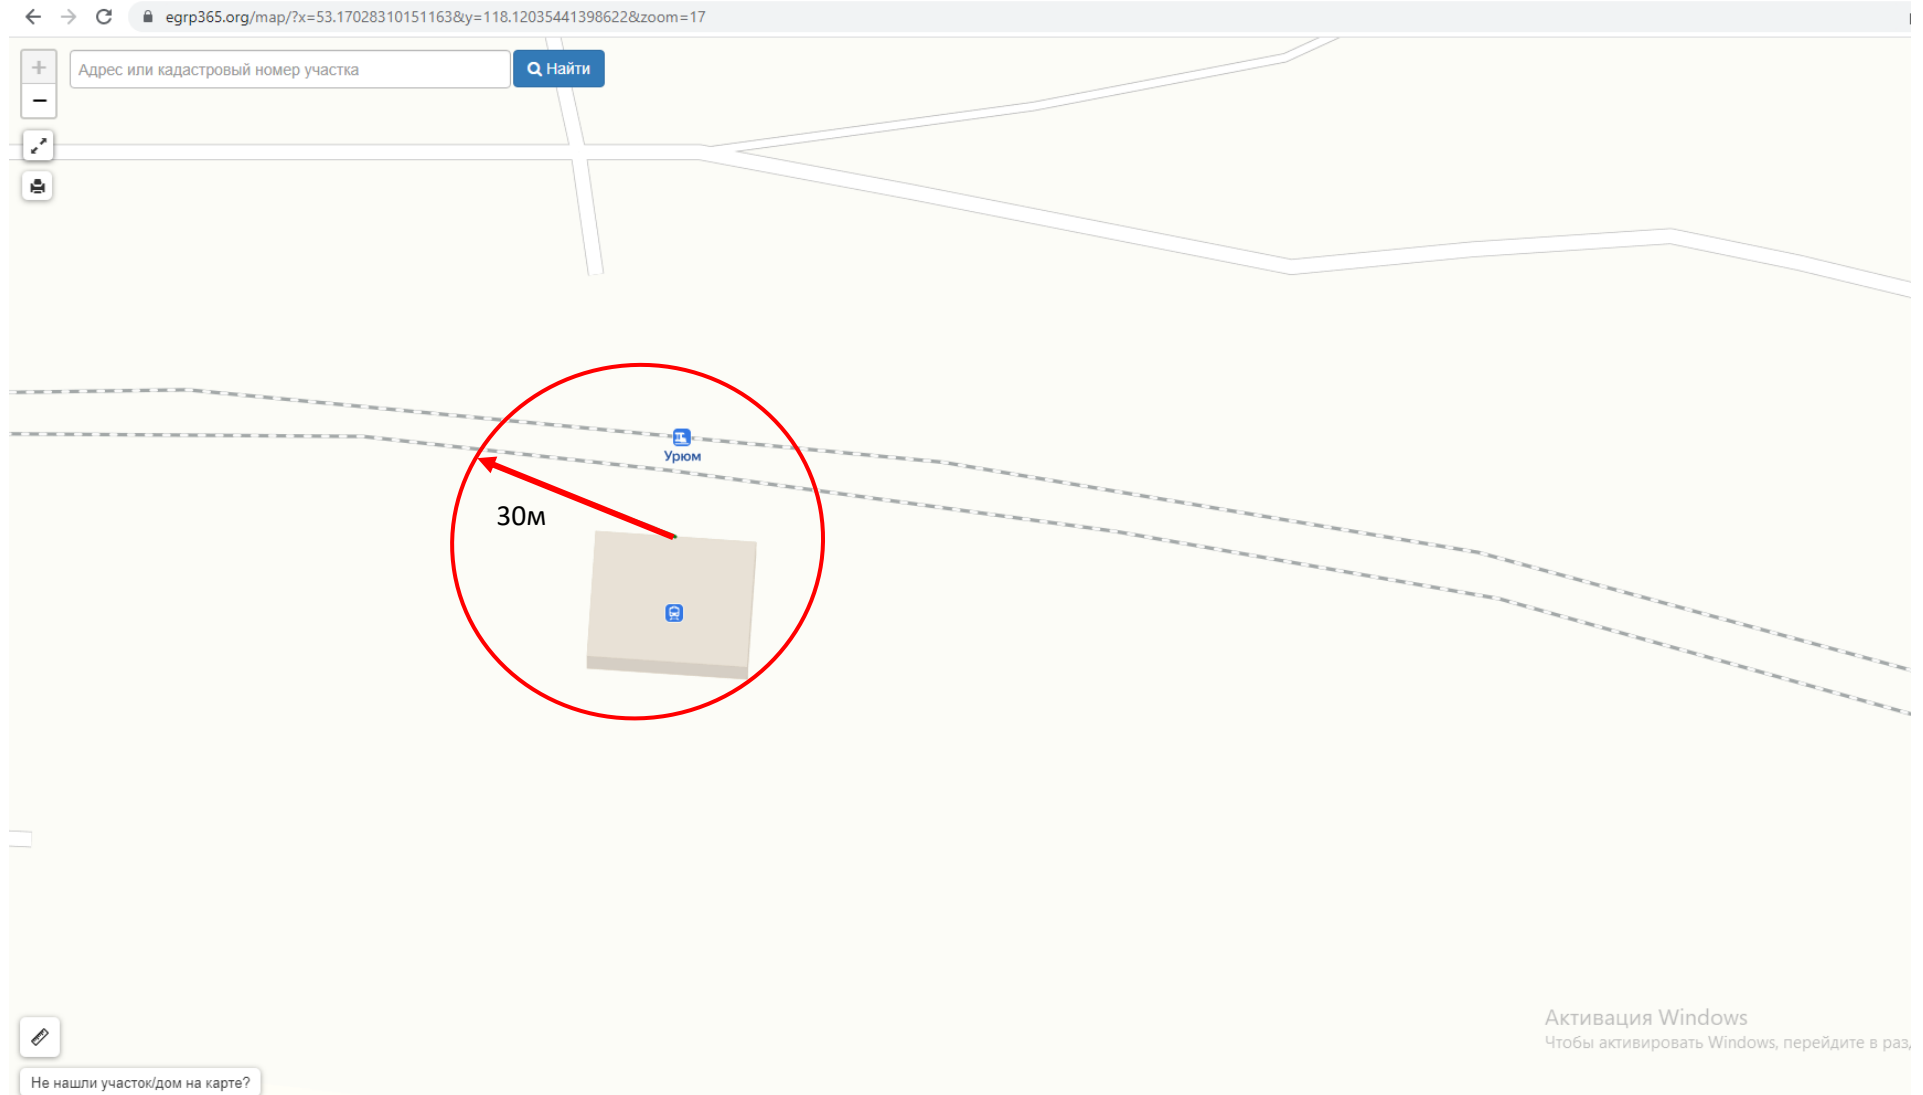 egrp365.org/map/?x=53.17028310151163&y=118.12035441398622&zoom=17
Адрес или кадастровый номер участка
Найти
Урюм
30м
Активация Windows
Чтобы активировать Windows, перейдите в раз
Не нашли участок/дом на карте?